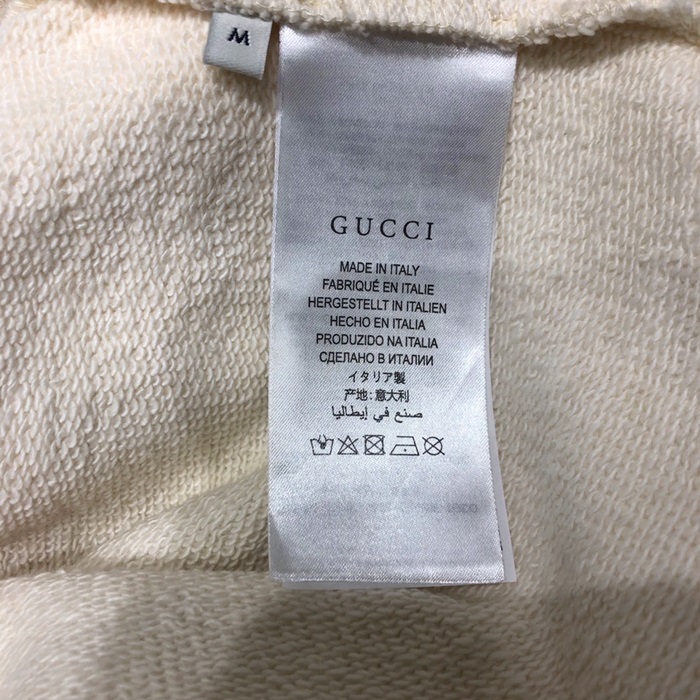 M
GUCCI
MADE IN ITALY
FABRIQUÉ EN ITALIE
HERGESTELLT IN ITALIEN
HECHO EN ITALIA
PRODUZIDO NA ITALIA
СДЕЛАНО В ИТАЛИИ
イタリア製
产地:意大利
صنع في إيطاليا